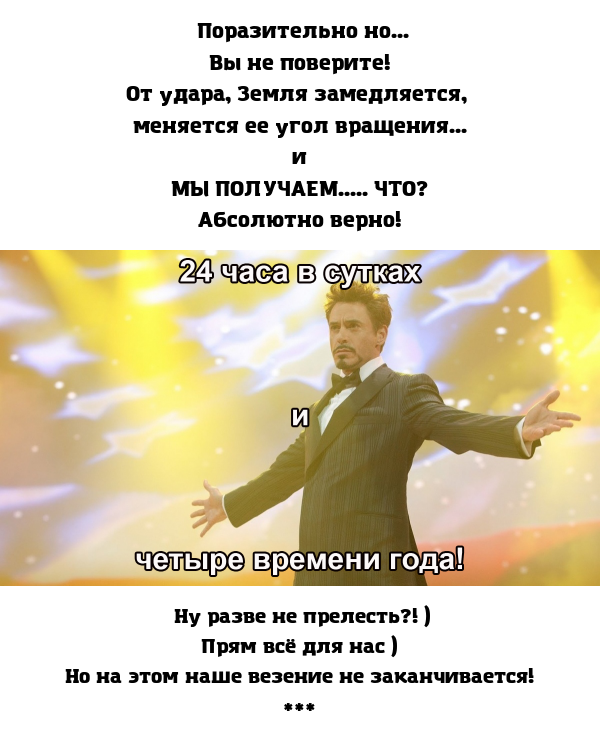 Поразительно но...
Вы не поверите!
От удара, Земля замедляется,
меняется ее угол вращения...
и
МЫ ПОЛУЧАЕМ..... ЧТО?
Абсолютно верно!
24 часа в сутках
и
четыре времени года!
Ну разве не прелесть?! )
Прям всё для нас )
Но на этом наше везение не заканчивается!
***